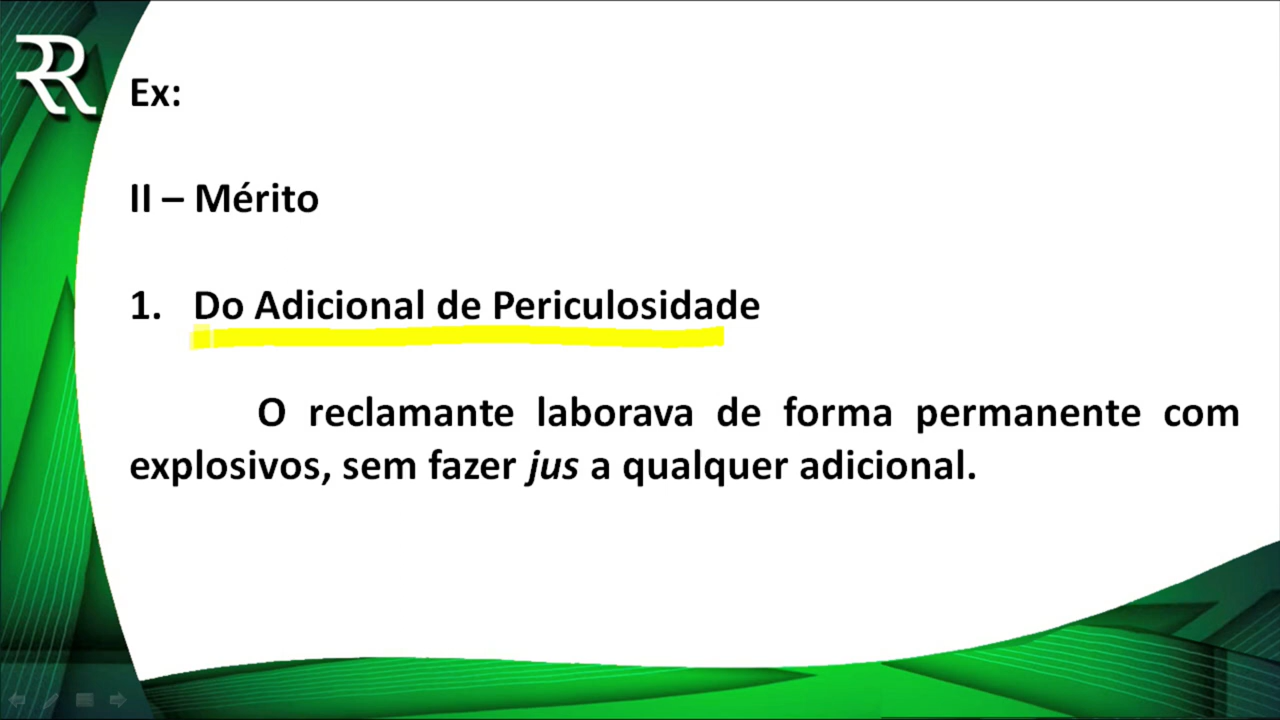 Ex:
II – Mérito
1. Do Adicional de Periculosidade
O reclamante laborava de forma permanente com
explosivos, sem fazer jus a qualquer adicional.